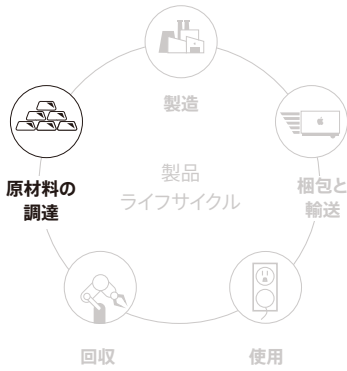 製造
原材料の
調達
製品
ライフサイクル
梱包と
輸送
回収
使用